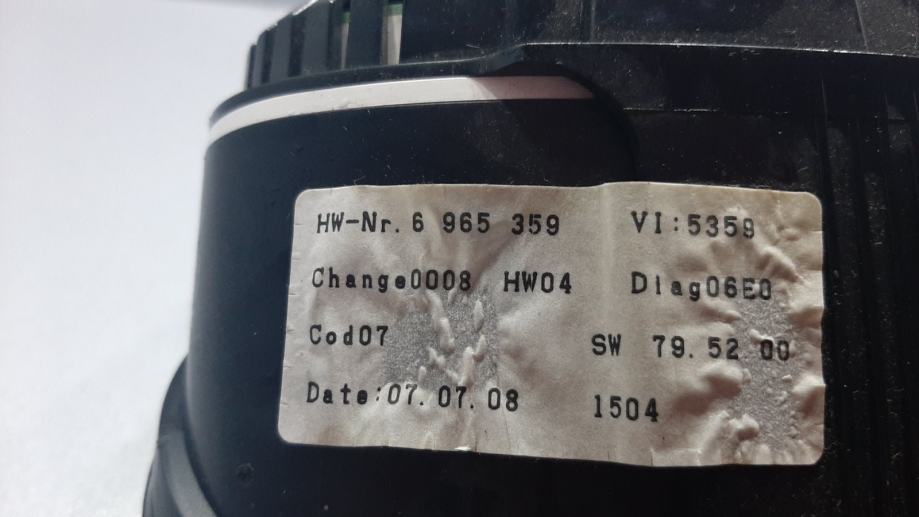 HW-Nr. 6 965 359 VI:5359
Change0008 HW04 Diag06E0
Cod07 SW 79.52 00
Date:07.07.08 1504